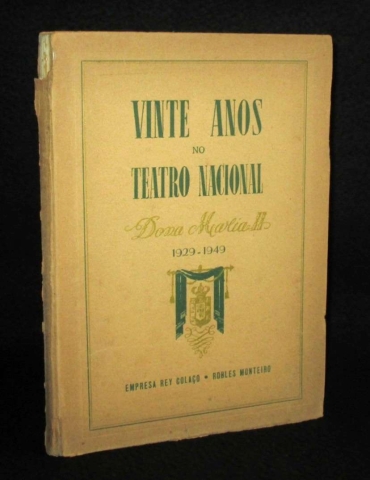 VINTE ANOS
NO
TEATRO NACIONAL
Dona Maria II
1929-1949
EMPRESA REY COLAÇO • ROBLES MONTEIRO